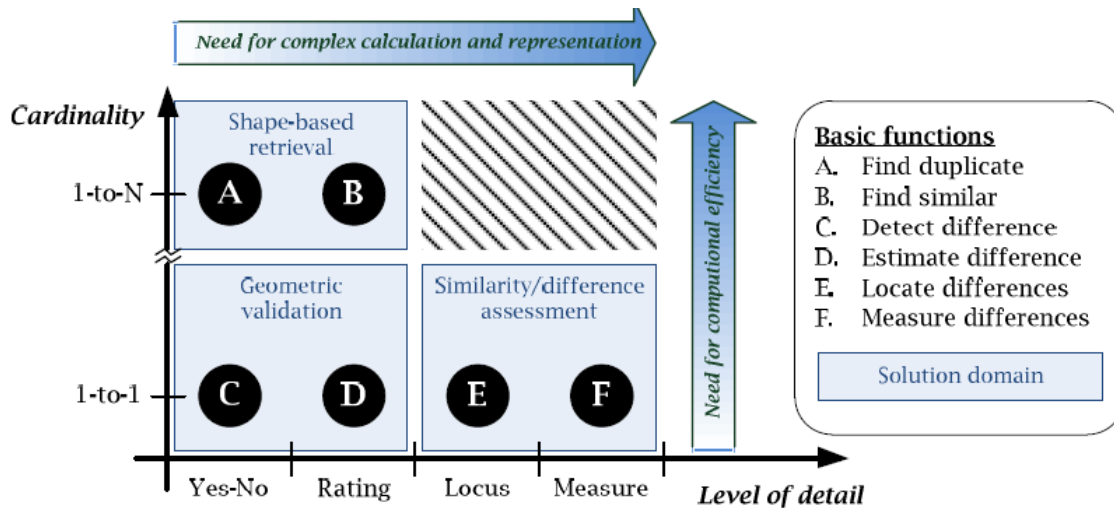 Need for complex calculation and representation
Cardinality
Shape-based
retrieval
A
B
1-to-N
Need for computational efficiency
Geometric
validation
Similarity/difference
assessment
C
D
E
F
1-to-1
Yes-No
Rating
Locus
Measure
Level of detail
Basic functions
A. Find duplicate
B. Find similar
C. Detect difference
D. Estimate difference
E. Locate differences
F. Measure differences
Solution domain